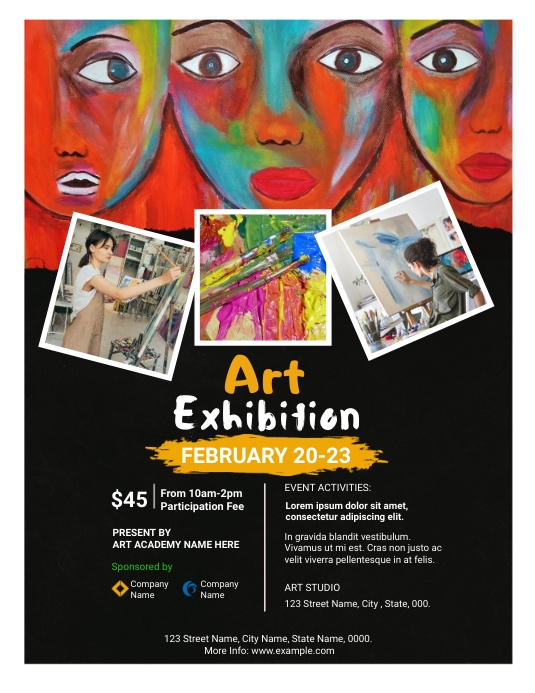 Art
Exhibition
FEBRUARY 20-23
$45
From 10am-2pm
Participation Fee
PRESENT BY
ART ACADEMY NAME HERE
Sponsored by
Company
Name
Company
Name
EVENT ACTIVITIES:
Lorem ipsum dolor sit amet,
consectetur adipiscing elit.
In gravida blandit vestibulum.
Vivamus ut mi est. Cras non justo ac
velit viverra pellentesque in at felis.
ART STUDIO
123 Street Name, City , State, 000.
123 Street Name, City Name, State Name, 0000.
More Info: www.example.com